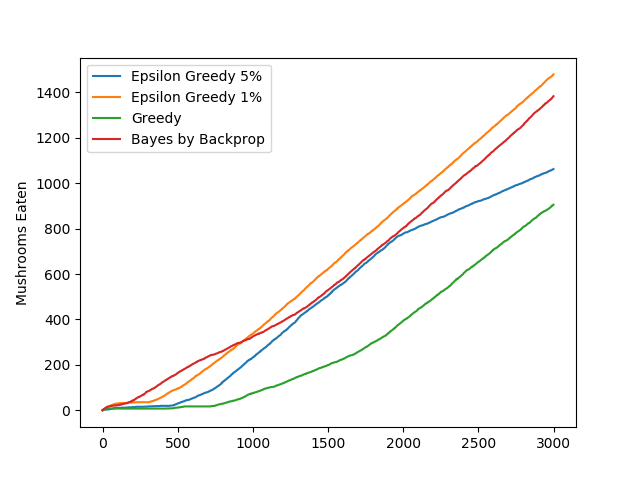 Epsilon Greedy 5%
Epsilon Greedy 1%
Greedy
Bayes by Backprop
Mushrooms Eaten
1400
1200
1000
800
600
400
200
0
0 500 1000 1500 2000 2500 3000